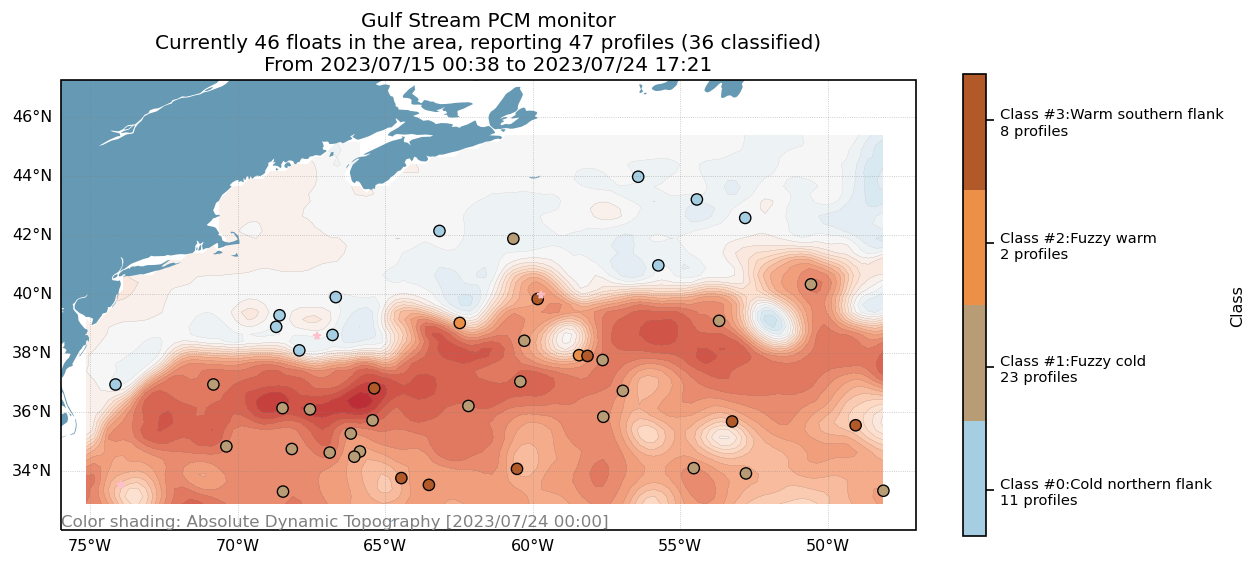 Gulf Stream PCM monitor
Currently 46 floats in the area, reporting 47 profiles (36 classified)
From 2023/07/15 00:38 to 2023/07/24 17:21
46°N
44°N
42°N
40°N
38°N
36°N
34°N
Color shading: Absolute Dynamic Topography [2023/07/24 00:00]
75°W 70°W 65°W 60°W 55°W 50°W
Class #3:Warm southern flank
8 profiles
Class #2:Fuzzy warm
2 profiles
Class #1:Fuzzy cold
23 profiles
Class #0:Cold northern flank
11 profiles
Class